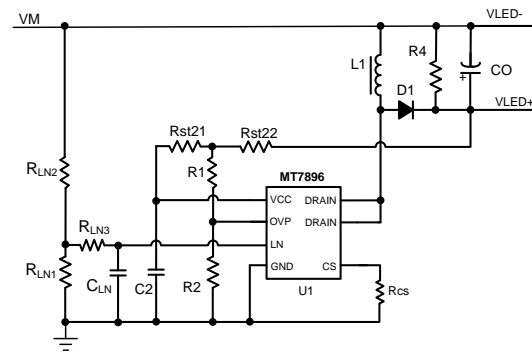 VM
VLED-
R4
L1
CO
+
D1
VLED+
Rst21
Rst22
R1
MT7896
RLN2
VCC
DRAIN
OVP
DRAIN
RLN3
LN
GND
CS
RLN1
CLN
C2
R2
U1
Rcs